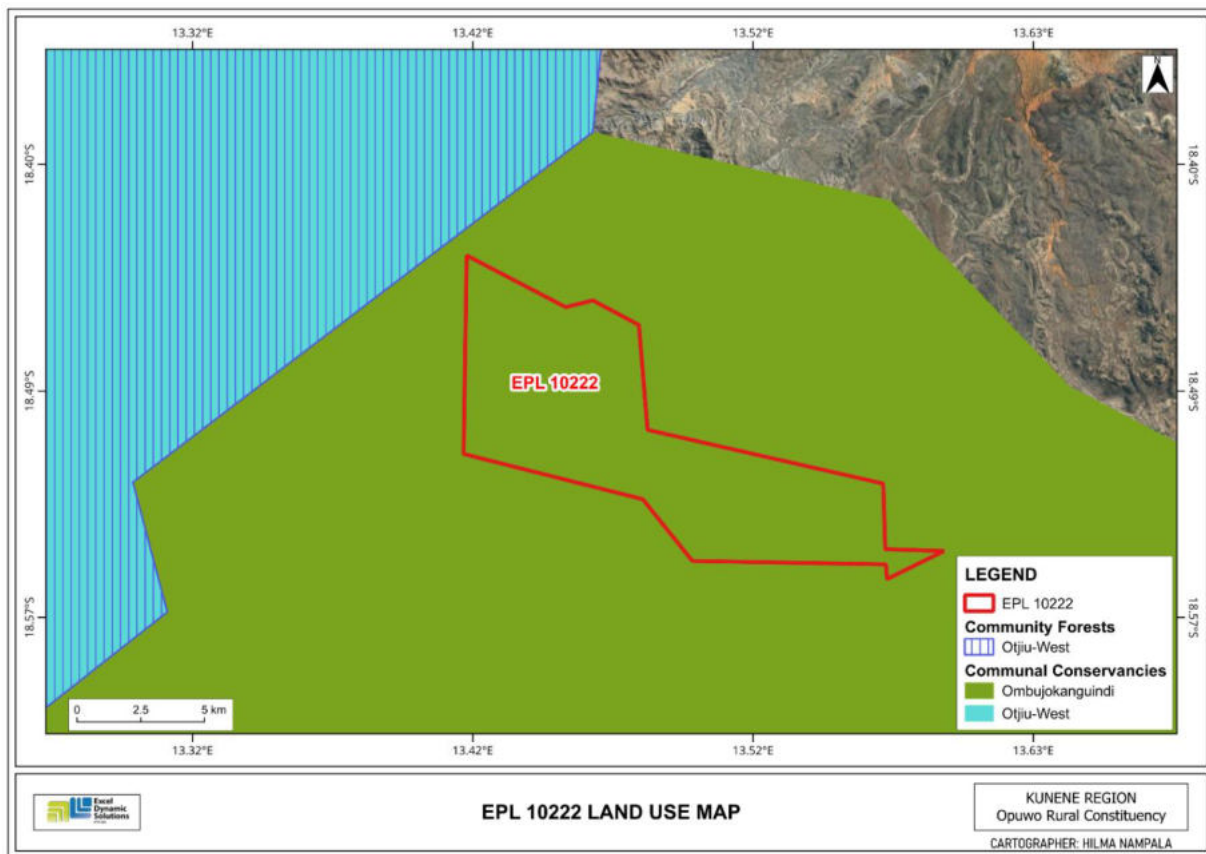 13.32°E 13.42°E 13.52°E 13.63°E
N
18.40°S 18.40°S
EPL 10222
18.49°S 18.49°S
18.57°S 18.57°S
LEGEND
EPL 10222
Community Forests
Otjiu-West
Communal Conservancies
Ombujokanguindi
Otjiu-West
0 2.5 5 km
13.32°E 13.42°E 13.52°E 13.63°E
Excel
Dynamic
Solutions
EPL 10222 LAND USE MAP
KUNENE REGION
Opuwo Rural Constituency
CARTOGRAPHER: HILMA NAMPALA